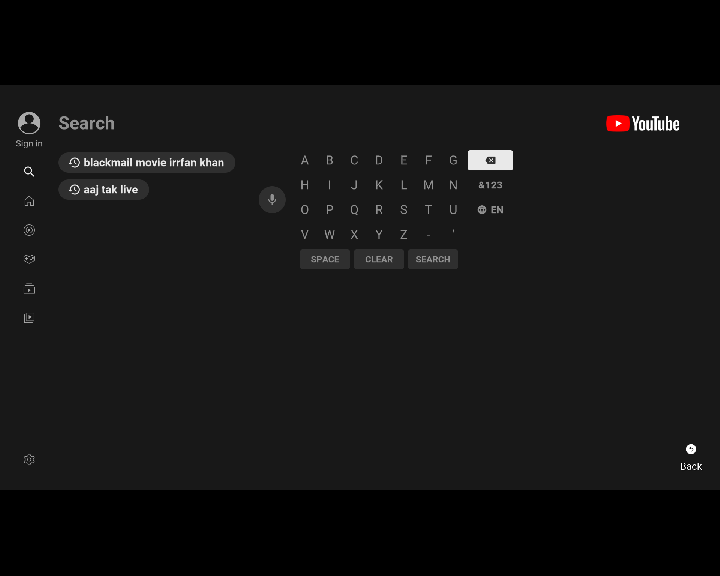 Search
YouTube
Sign in
blackmail movie irrfan khan
aaj tak live
A B C D E F G
H I J K L M N &123
O P Q R S T U EN
V W X Y Z - '
SPACE CLEAR SEARCH
Back